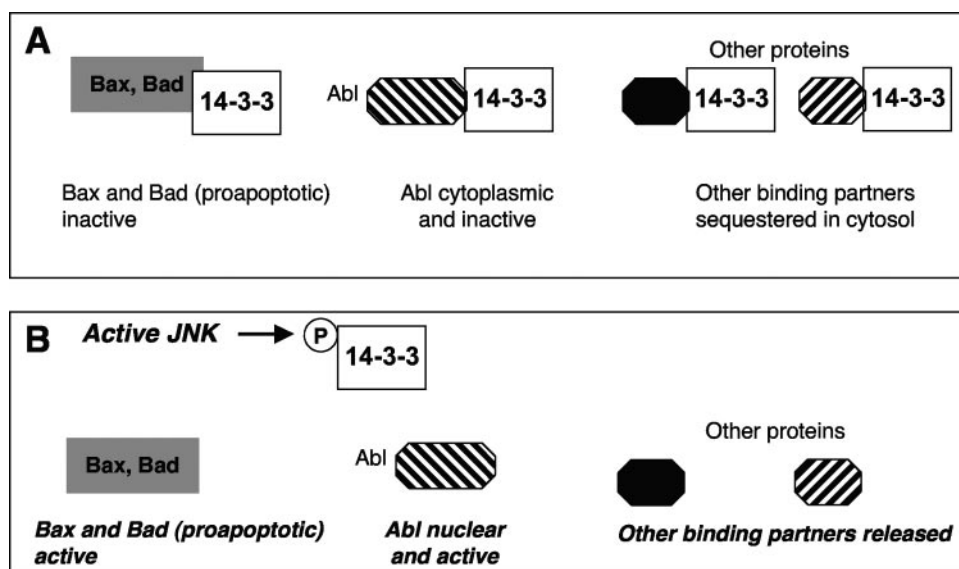 A
Other proteins
Bax, Bad
14-3-3
Abl
14-3-3
14-3-3
14-3-3
Bax and Bad (proapoptotic)
inactive
Abl cytoplasmic
and inactive
Other binding partners
sequestered in cytosol
B
Active JNK
P
14-3-3
Other proteins
Bax, Bad
Abl
Bax and Bad (proapoptotic)
active
Abl nuclear
and active
Other binding partners released